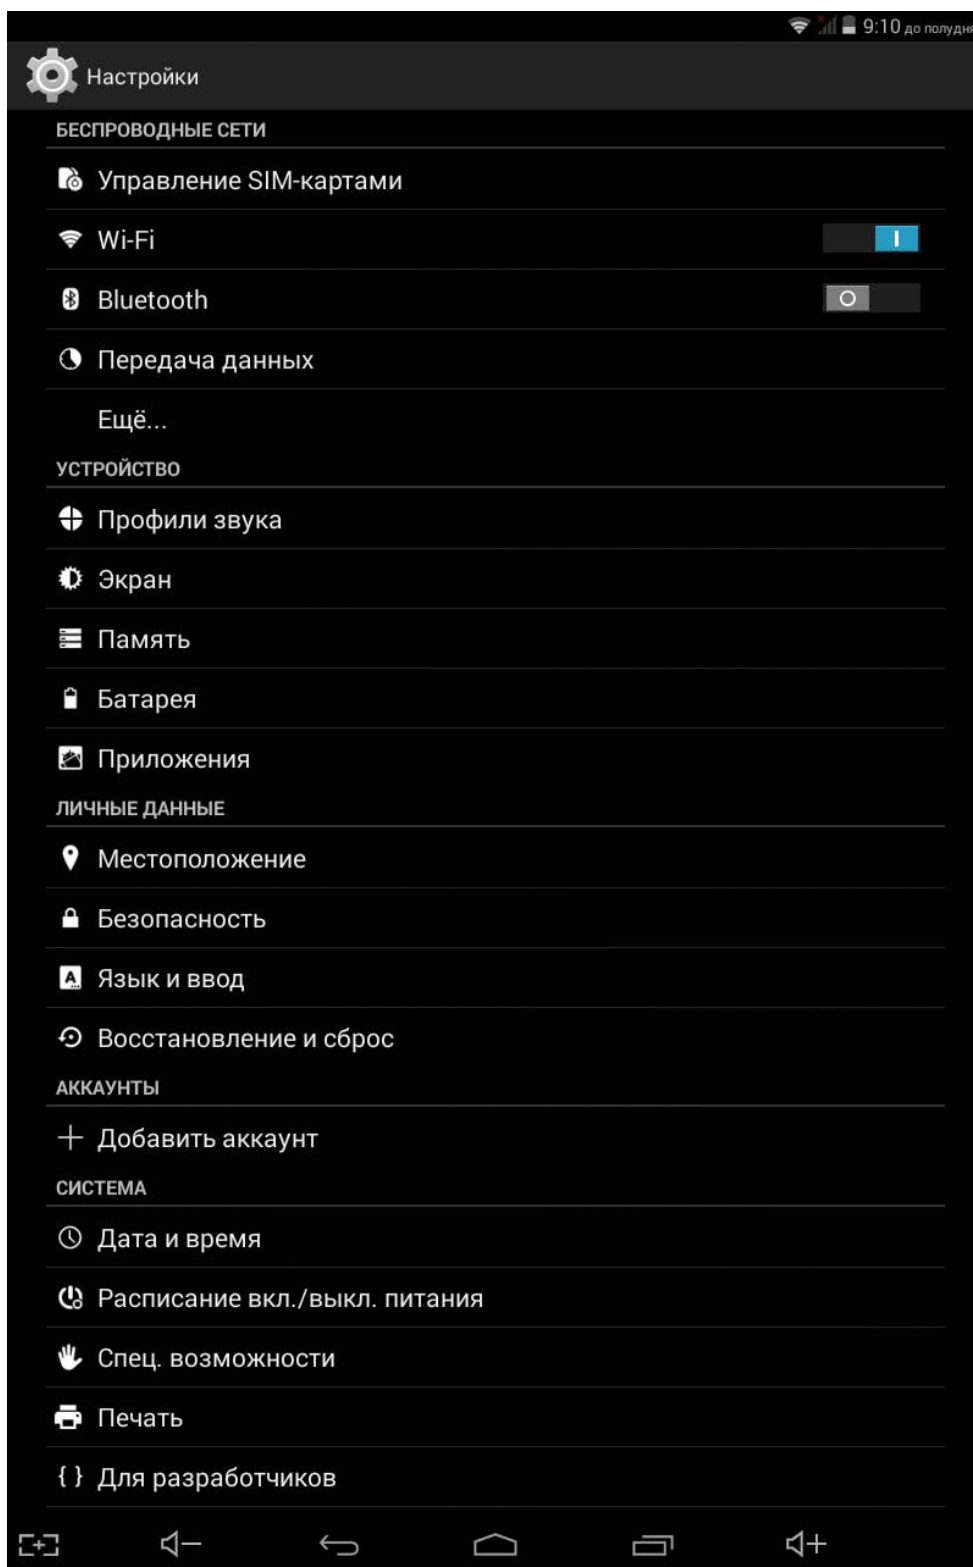 9:10 до полудня
Настройки
БЕСПРОВОДНЫЕ СЕТИ
Управление SIM-картами
Wi-Fi
Bluetooth
Передача данных
Ещё...
УСТРОЙСТВО
Профили звука
Экран
Память
Батарея
Приложения
ЛИЧНЫЕ ДАННЫЕ
Местоположение
Безопасность
Язык и ввод
Восстановление и сброс
АККАУНТЫ
Добавить аккаунт
СИСТЕМА
Дата и время
Расписание вкл./выкл. питания
Спец. возможности
Печать
{ } Для разработчиков